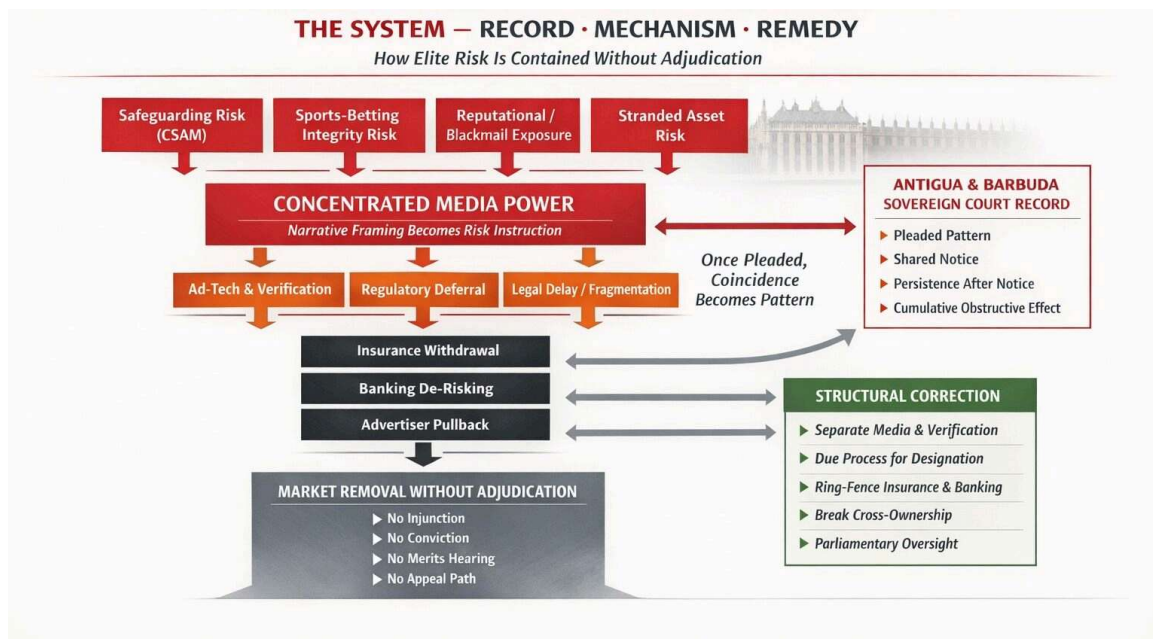 THE SYSTEM — RECORD · MECHANISM · REMEDY
How Elite Risk Is Contained Without Adjudication
Safeguarding Risk
(CSAM)
Sports-Betting
Integrity Risk
Reputational /
Blackmail Exposure
Stranded Asset
Risk
CONCENTRATED MEDIA POWER
Narrative Framing Becomes Risk Instruction
ANTIGUA & BARBUDA
SOVEREIGN COURT RECORD
▶ Pleaded Pattern
▶ Shared Notice
▶ Persistence After Notice
▶ Cumulative Obstructive Effect
Once Pleaded,
Coincidence
Becomes Pattern
Ad-Tech & Verification
Regulatory Deferral
Legal Delay / Fragmentation
Insurance Withdrawal
Banking De-Risking
Advertiser Pullback
STRUCTURAL CORRECTION
▶ Separate Media & Verification
▶ Due Process for Designation
▶ Ring-Fence Insurance & Banking
▶ Break Cross-Ownership
▶ Parliamentary Oversight
MARKET REMOVAL WITHOUT ADJUDICATION
▶ No Injunction
▶ No Conviction
▶ No Merits Hearing
▶ No Appeal Path